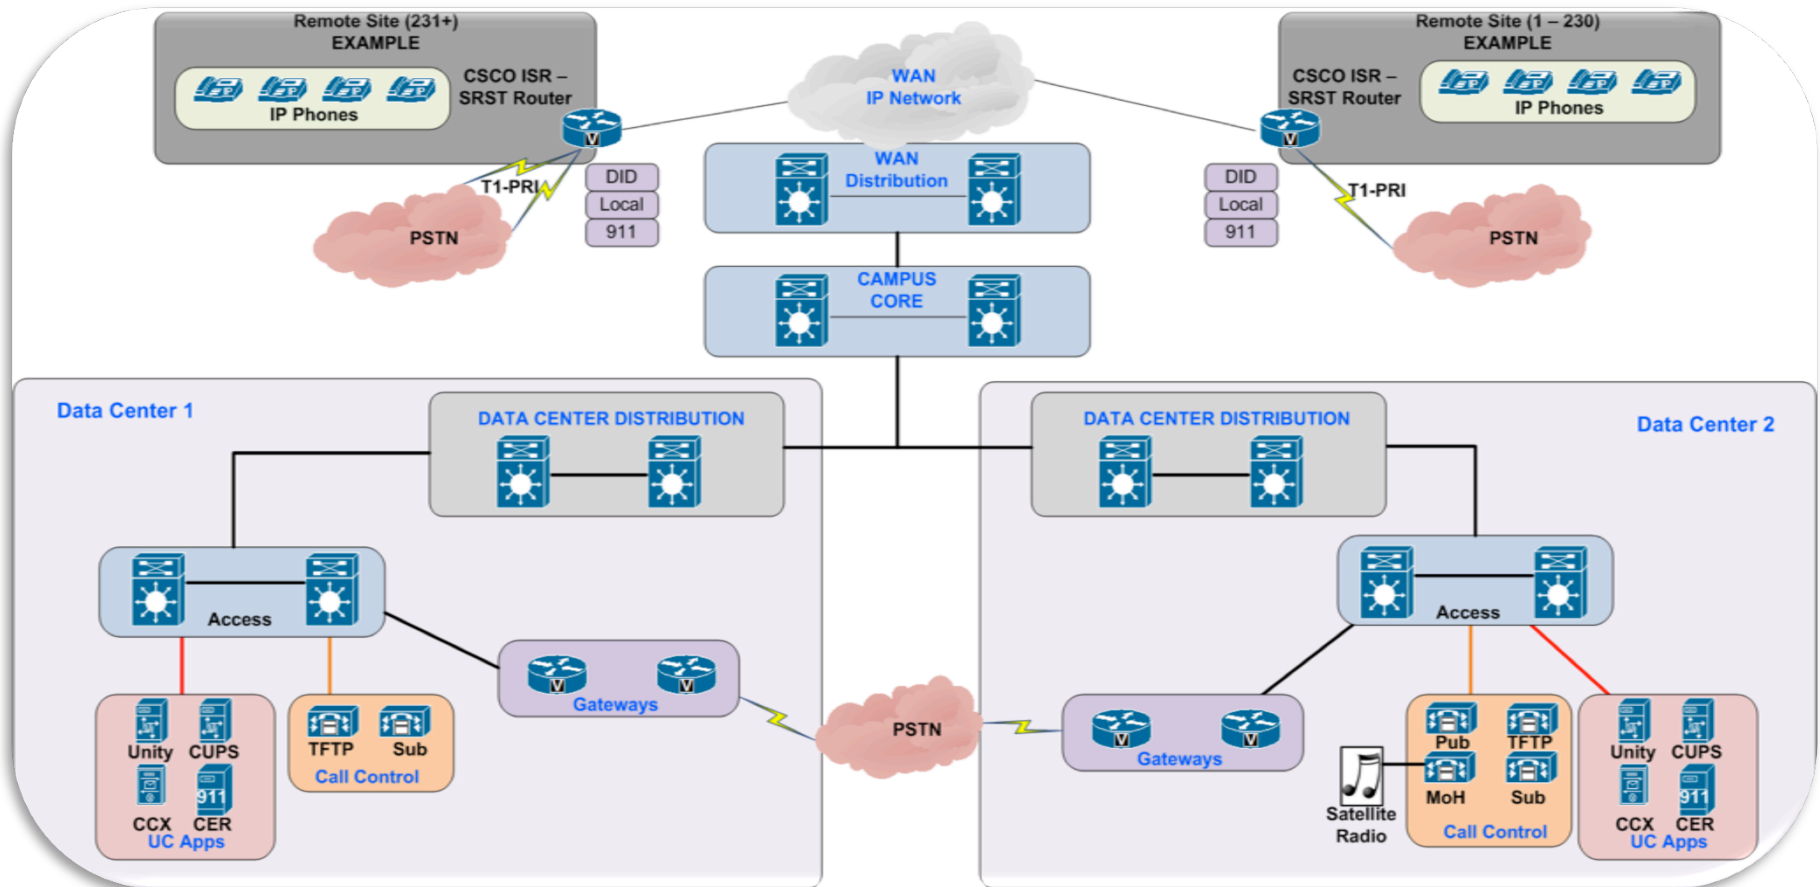 Remote Site (231+)
EXAMPLE
CSCO ISR –
SRST Router
IP Phones
T1-PRI
PSTN
DID
Local
911
WAN
IP Network
WAN
Distribution
CAMPUS
CORE
Remote Site (1 – 230)
EXAMPLE
CSCO ISR –
SRST Router
IP Phones
V
V
DID
Local
911
T1-PRI
PSTN
Data Center 1
DATA CENTER DISTRIBUTION
Access
V
V
Gateways
Unity
CUPS
911
CCX
CER
UC Apps
TFTP
Sub
Call Control
PSTN
Data Center 2
DATA CENTER DISTRIBUTION
Access
V
V
Gateways
Satellite
Radio
Pub
TFTP
MoH
Sub
Call Control
Unity
CUPS
911
CCX
CER
UC Apps